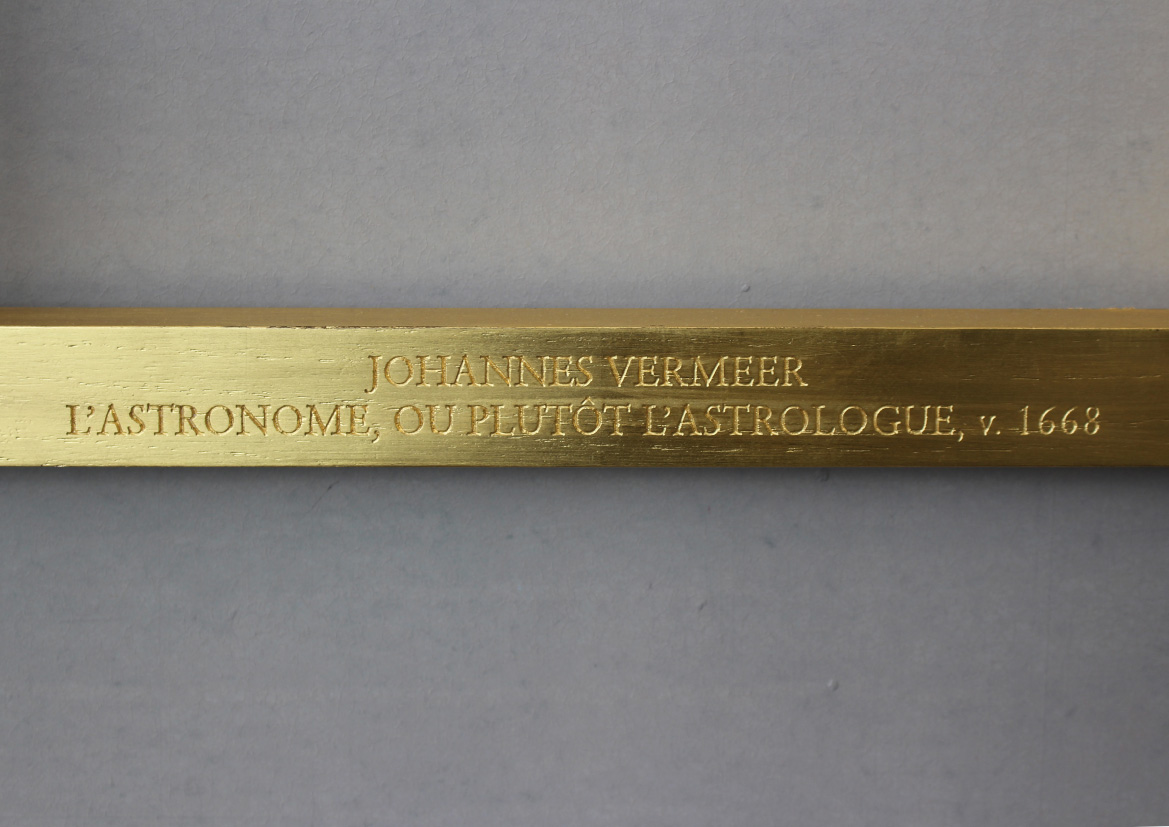 JOHANNES VERMEER
L'ASTRONOME, OU PLUTÔT L'ASTROLOGUE, v. 1668